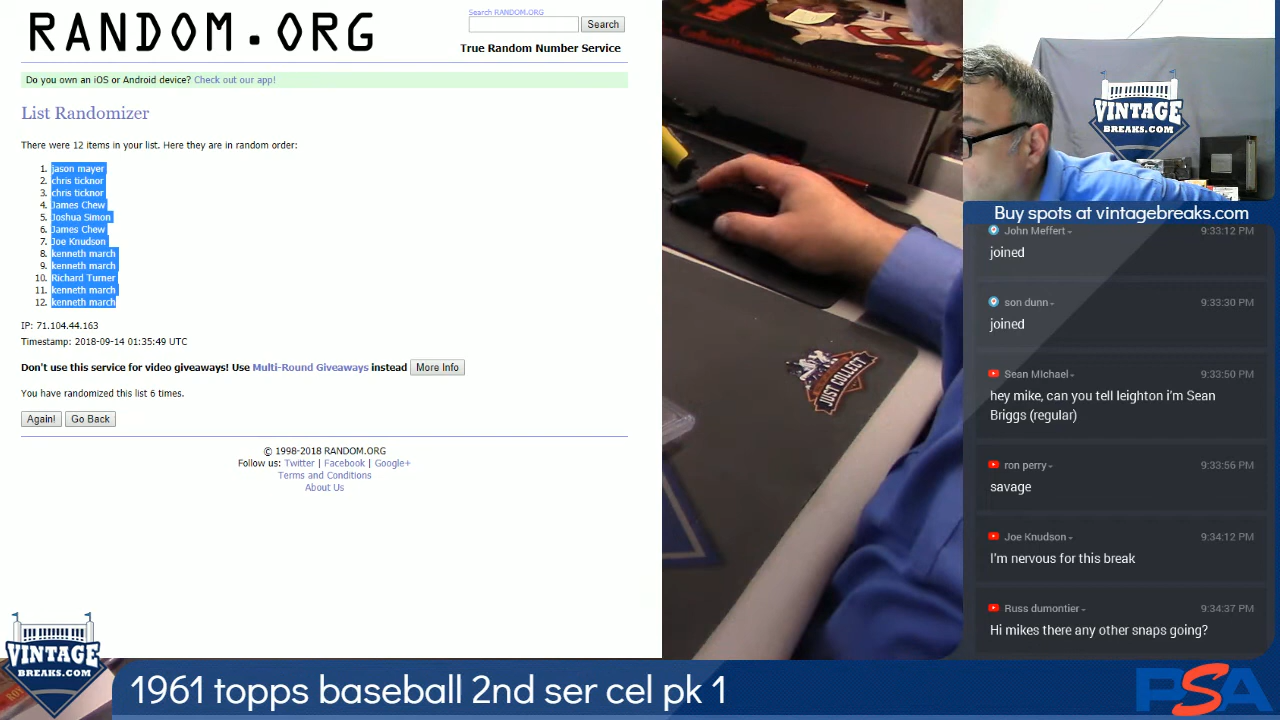 RANDOM.ORG
Search RANDOM.ORG
Search
True Random Number Service
Do you own an iOS or Android device? Check out our app!
List Randomizer
There were 12 items in your list. Here they are in random order:
1. jason mayer
2. chris ticknor
3. chris ticknor
4. James Chew
5. Joshua Simon
6. James Chew
7. Joe Knudson
8. kenneth march
9. kenneth march
10. Richard Turner
11. kenneth march
12. kenneth march
IP: 71.104.44.163
Timestamp: 2018-09-14 01:35:49 UTC
Don't use this service for video giveaways! Use Multi-Round Giveaways instead More Info
You have randomized this list 6 times.
Again! Go Back
© 1998-2018 RANDOM.ORG
Follow us: Twitter | Facebook | Google+
Terms and Conditions
About Us
JUST COLLECT
VINTAGE
BREAKS.COM
Buy spots at vintagebreaks.com
John Meffert 9:33:12 PM
joined
son dunn 9:33:30 PM
joined
Sean Michael 9:33:50 PM
hey mike, can you tell leighton i'm Sean
Briggs (regular)
ron perry 9:33:56 PM
savage
Joe Knudson 9:34:12 PM
I'm nervous for this break
Russ dumontier 9:34:37 PM
Hi mikes there any other snaps going?
VINTAGE
BREAKS.COM
1961 topps baseball 2nd ser cel pk 1
PSA